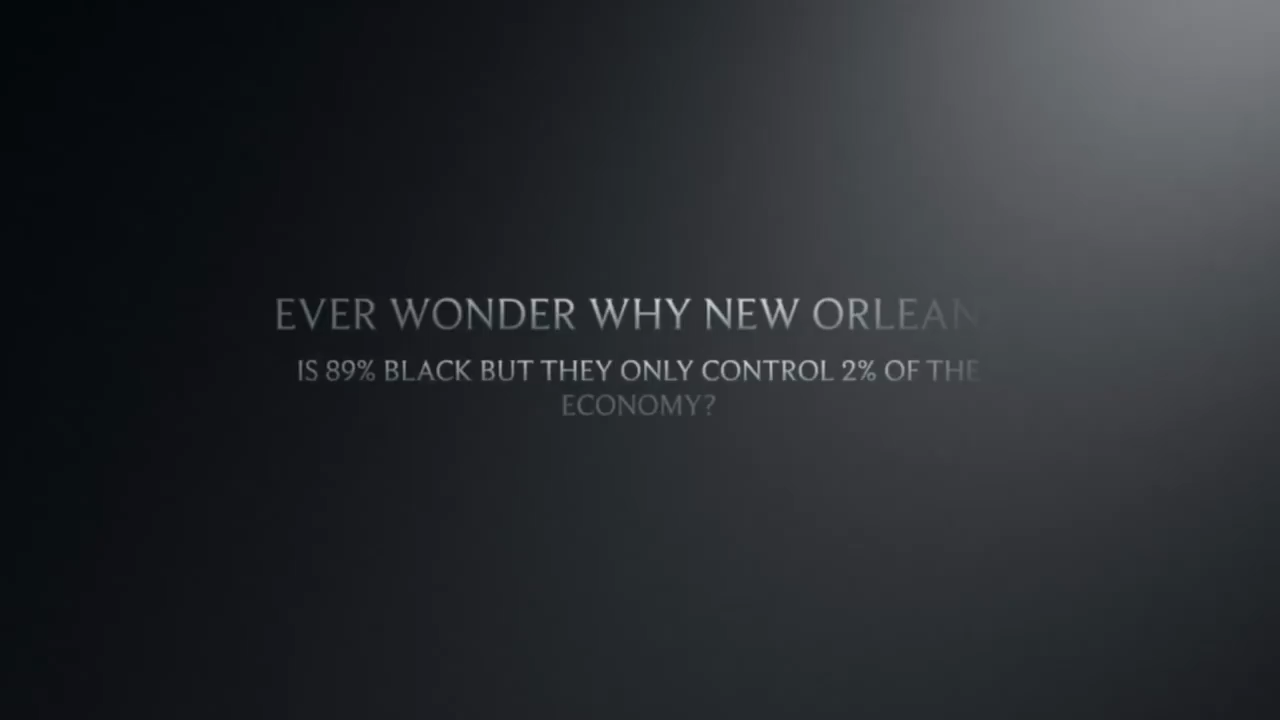 EVER WONDER WHY NEW ORLEANS
IS 89% BLACK BUT THEY ONLY CONTROL 2% OF THE
ECONOMY?